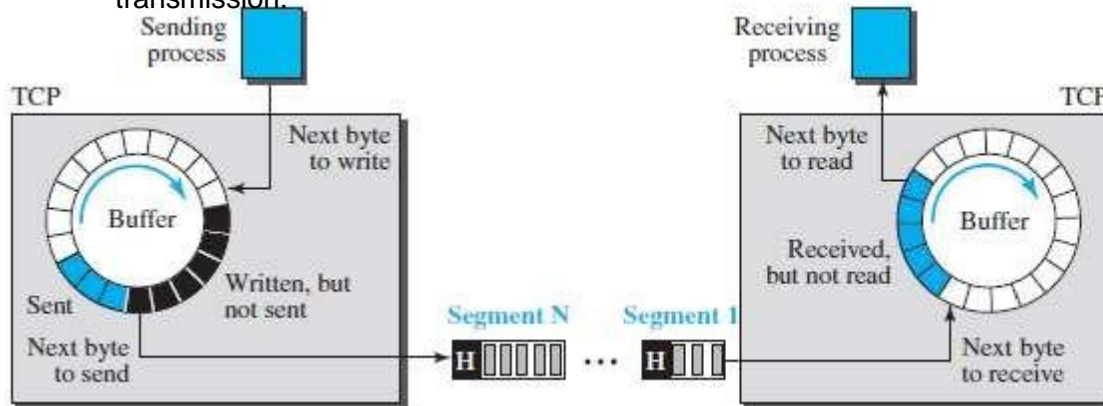 transmission.
Sending
process
Receiving
process
TCP
TCP
Next byte
to write
Next byte
to read
Buffer
Buffer
Written, but
not sent
Received,
but not read
Sent
Segment N
Segment 1
Next byte
to send
H
...
H
Next byte
to receive